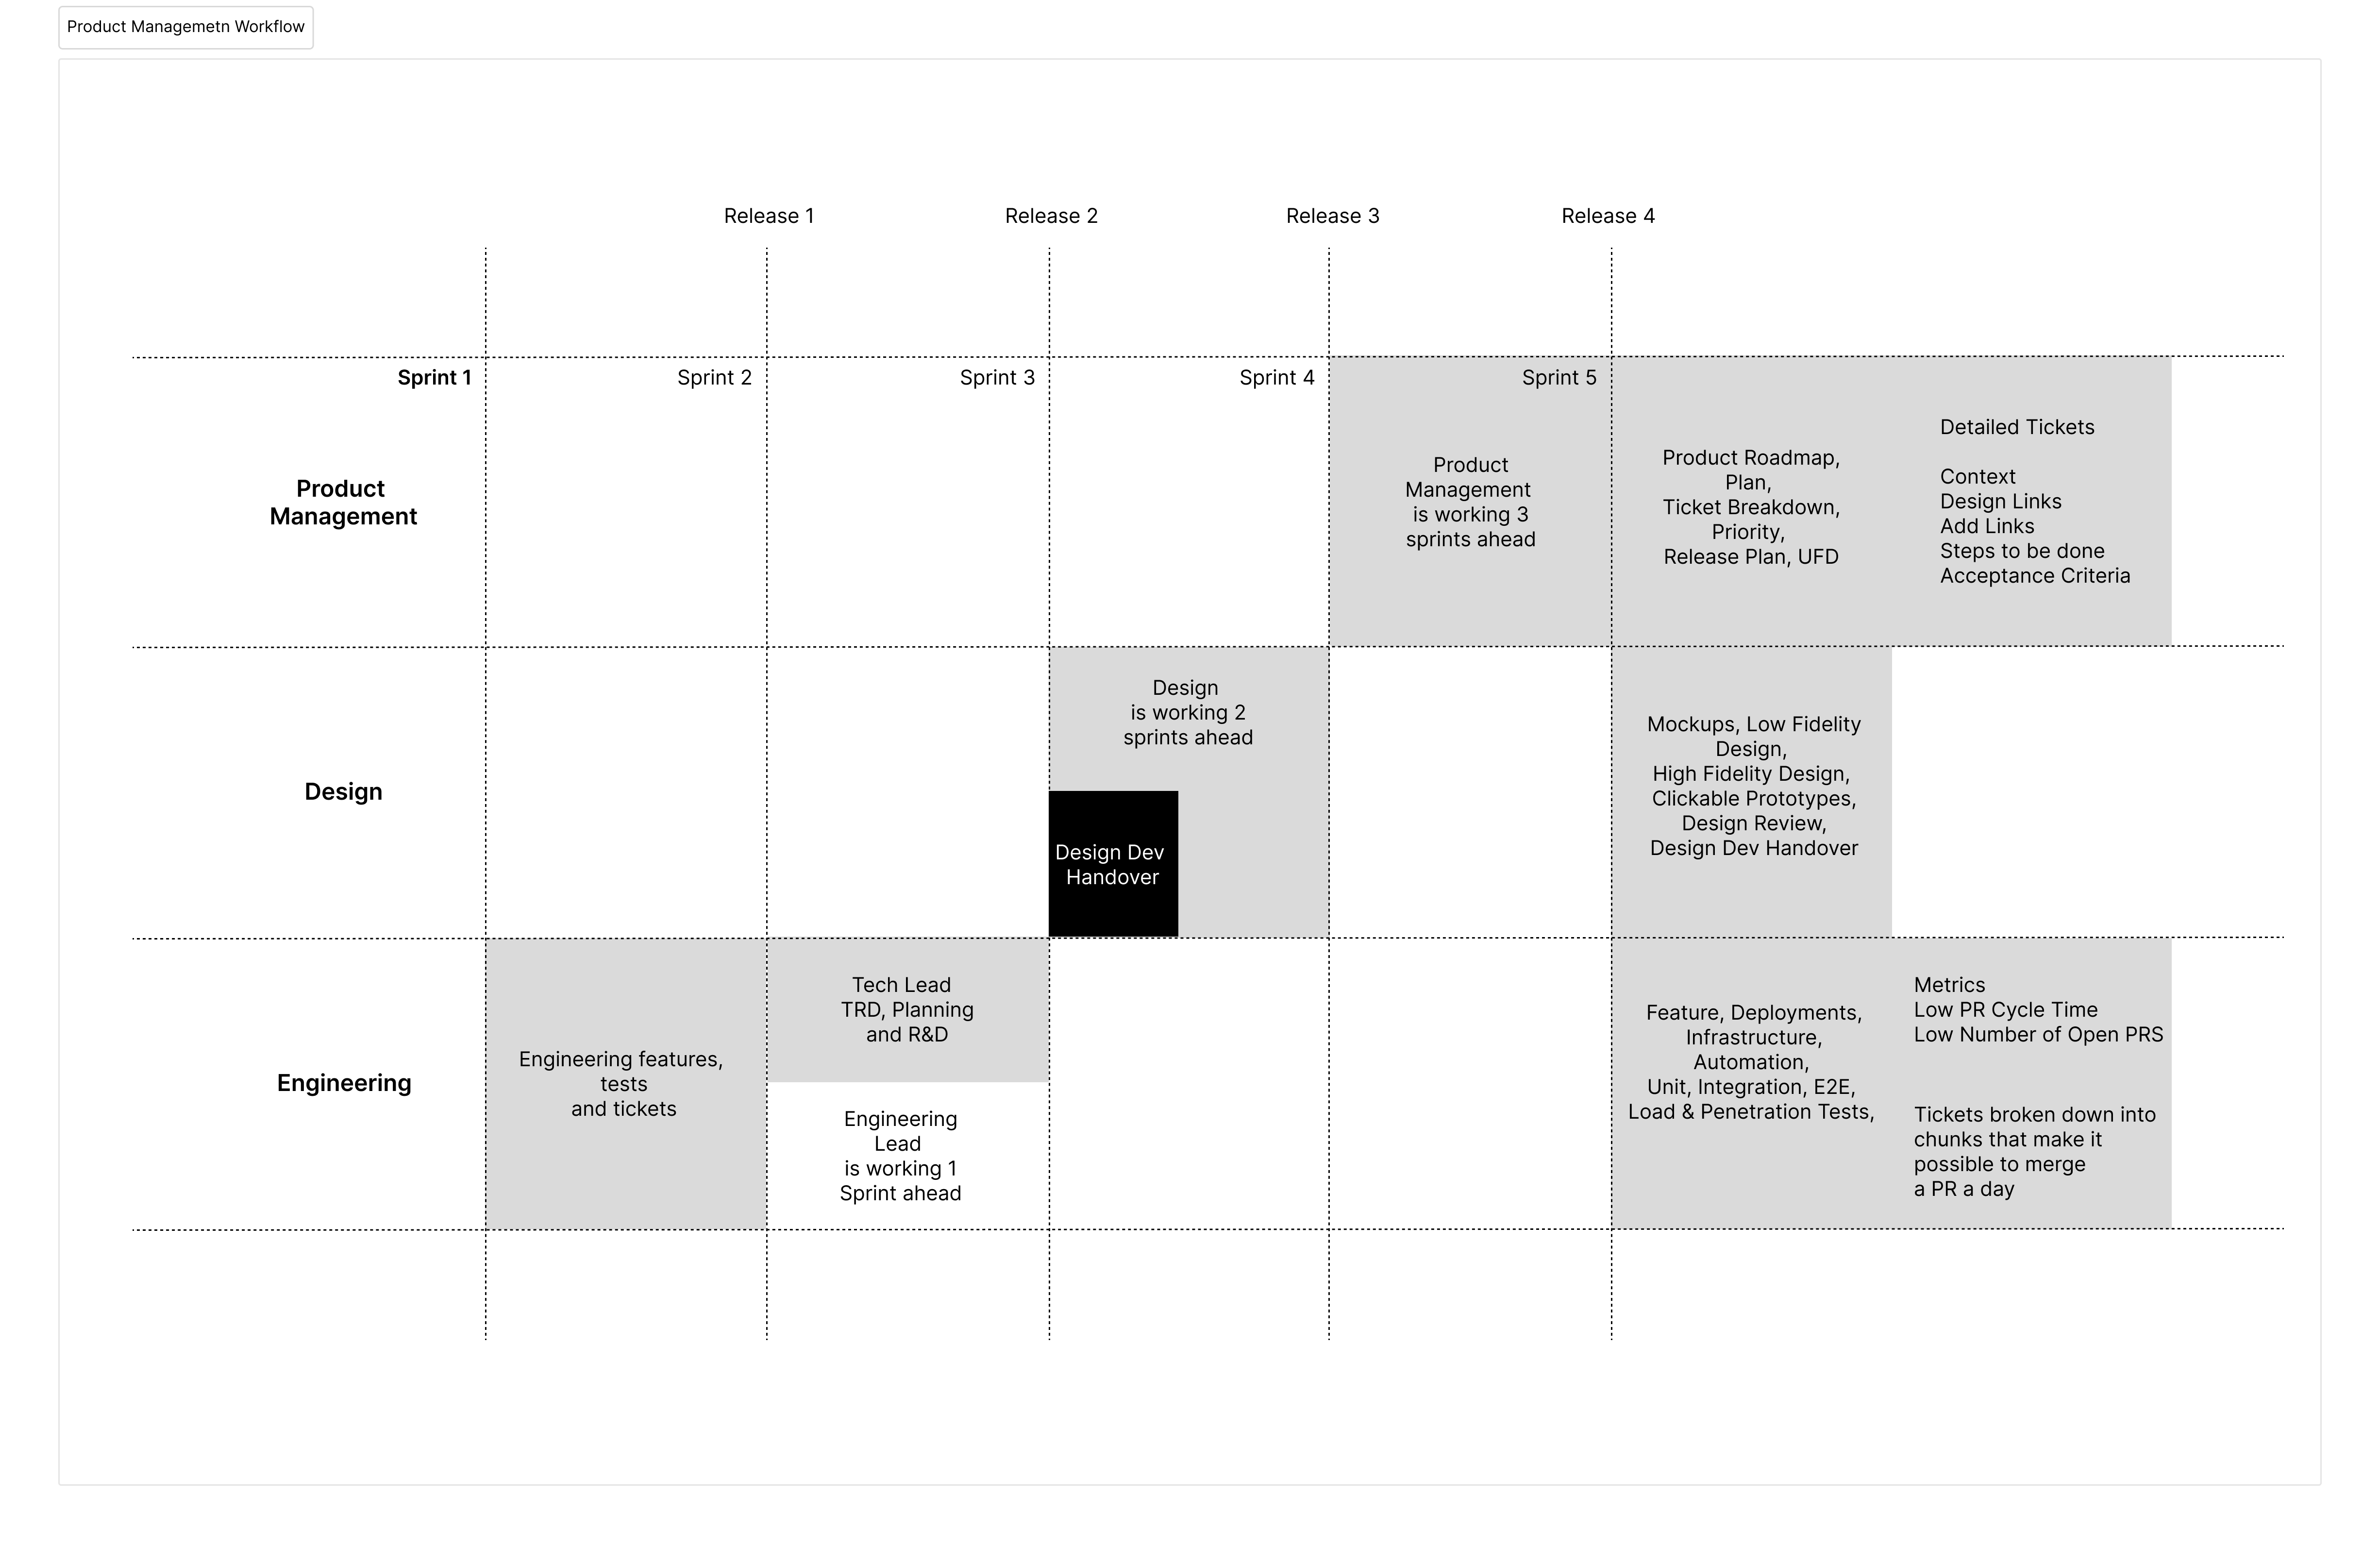 Product Managemetn Workflow
Release 1
Release 2
Release 3
Release 4
Sprint 1
Sprint 2
Sprint 3
Sprint 4
Sprint 5
Product
Management
Product
Management
is working 3
sprints ahead
Product Roadmap,
Plan,
Ticket Breakdown,
Priority,
Release Plan, UFD
Detailed Tickets
Context
Design Links
Add Links
Steps to be done
Acceptance Criteria
Design
Design
is working 2
sprints ahead
Design Dev
Handover
Mockups, Low Fidelity
Design,
High Fidelity Design,
Clickable Prototypes,
Design Review,
Design Dev Handover
Engineering
Engineering features,
tests
and tickets
Tech Lead
TRD, Planning
and R&D
Engineering
Lead
is working 1
Sprint ahead
Feature, Deployments,
Infrastructure,
Automation,
Unit, Integration, E2E,
Load & Penetration Tests,
Metrics
Low PR Cycle Time
Low Number of Open PRS
Tickets broken down into
chunks that make it
possible to merge
a PR a day